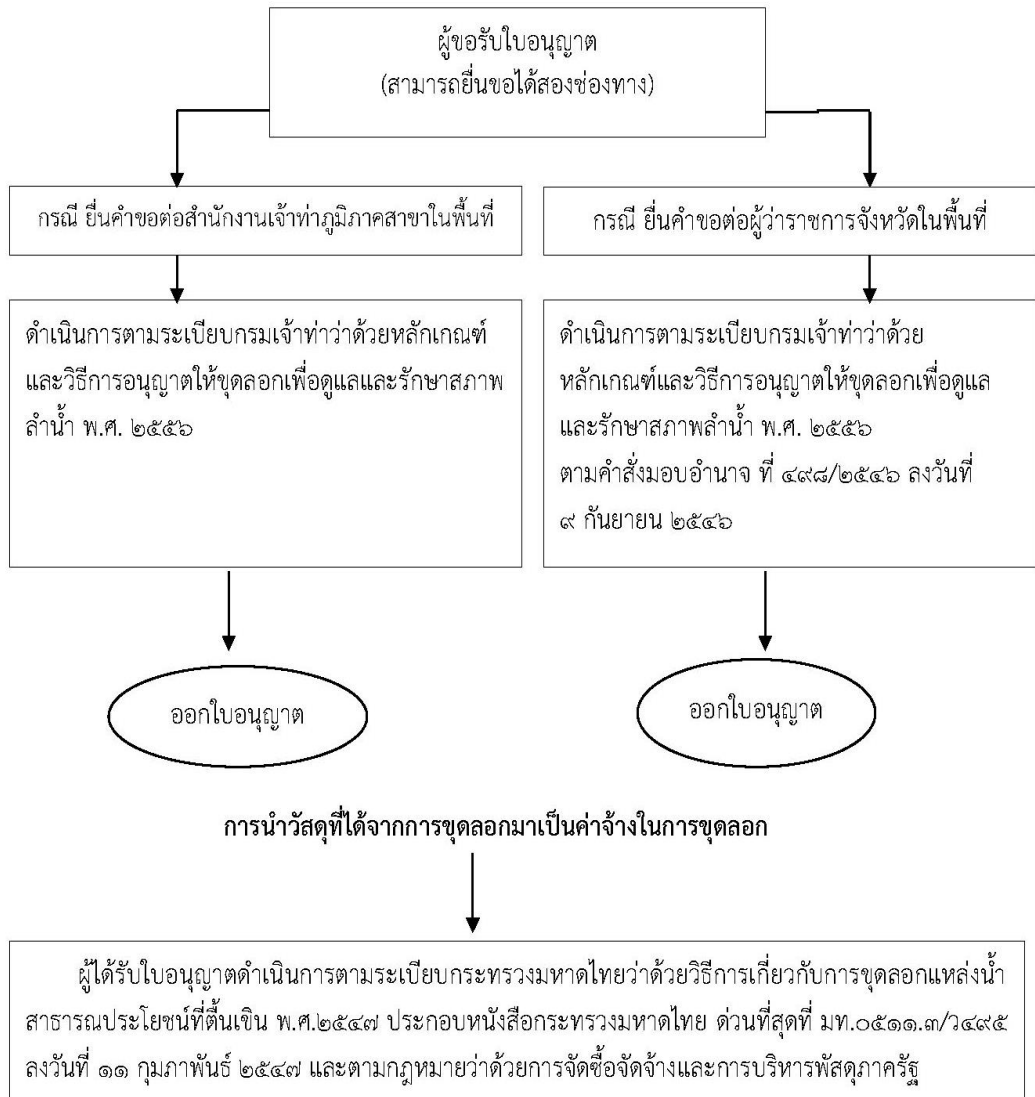 ผู้ขอรับใบอนุญาต
(สามารถยื่นขอได้สองช่องทาง)
กรณี ยื่นคำขอต่อสำนักงานเจ้าท่าภูมิภาคสาขาในพื้นที่
กรณี ยื่นคำขอต่อผู้ว่าราชการจังหวัดในพื้นที่
ดำเนินการตามระเบียบกรมเจ้าท่าว่าด้วยหลักเกณฑ์
และวิธีการอนุญาตให้ขุดลอกเพื่อดูแลและรักษาสภาพ
ลำน้ำ พ.ศ. ๒๕๕๖
ดำเนินการตามระเบียบกรมเจ้าท่าว่าด้วย
หลักเกณฑ์และวิธีการอนุญาตให้ขุดลอกเพื่อดูแล
และรักษาสภาพลำน้ำ พ.ศ. ๒๕๕๖
ตามคำสั่งมอบอำนาจ ที่ ๔๙๘/๒๕๔๖ ลงวันที่
๙ กันยายน ๒๕๔๖
ออกใบอนุญาต
ออกใบอนุญาต
การนำวัสดุที่ได้จากการขุดลอกมาเป็นค่าจ้างในการขุดลอก
ผู้ได้รับใบอนุญาตดำเนินการตามระเบียบกระทรวงมหาดไทยว่าด้วยวิธีการเกี่ยวกับการขุดลอกแหล่งน้ำ
สาธารณประโยชน์ที่ตื้นเขิน พ.ศ.๒๕๔๗ ประกอบหนังสือกระทรวงมหาดไทย ด่วนที่สุดที่ มท.๐๕๑๑.๓/ว๔๙๕
ลงวันที่ ๑๑ กุมภาพันธ์ ๒๕๔๗ และตามกฎหมายว่าด้วยการจัดซื้อจัดจ้างและการบริหารพัสดุภาครัฐ